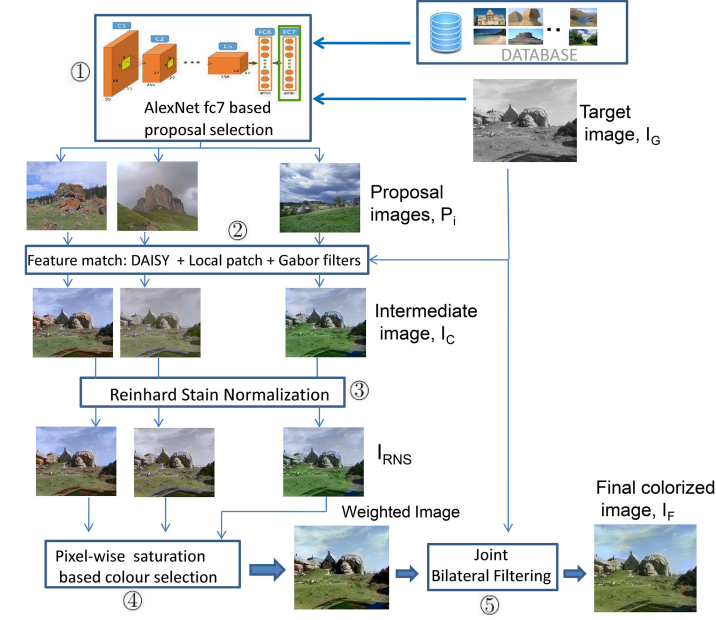 C1
C2
C5
FC6
FC7
DATABASE
①
AlexNet fc7 based
proposal selection
Target
image, I_G
Proposal
images, P_i
②
Feature match: DAISY + Local patch + Gabor filters
Intermediate
image, I_C
Reinhard Stain Normalization
③
I_RNS
Weighted Image
Final colorized
image, I_F
Pixel-wise saturation
based colour selection
④
Joint
Bilateral Filtering
⑤